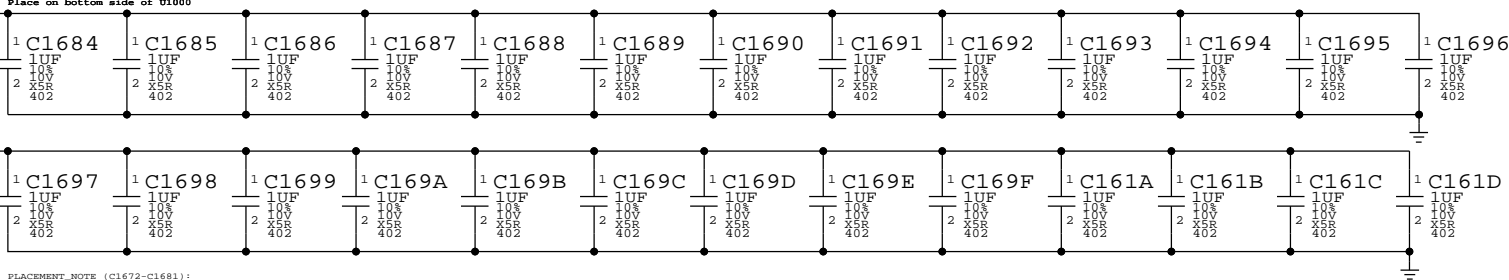 Place on bottom side of U1000
1 C1684 1 C1685 1 C1686 1 C1687 1 C1688 1 C1689 1 C1690 1 C1691 1 C1692 1 C1693 1 C1694 1 C1695 1 C1696
1UF 1UF 1UF 1UF 1UF 1UF 1UF 1UF 1UF 1UF 1UF 1UF 1UF
10% 10% 10% 10% 10% 10% 10% 10% 10% 10% 10% 10% 10%
10V 10V 10V 10V 10V 10V 10V 10V 10V 10V 10V 10V 10V
2 X5R 2 X5R 2 X5R 2 X5R 2 X5R 2 X5R 2 X5R 2 X5R 2 X5R 2 X5R 2 X5R 2 X5R 2 X5R
402 402 402 402 402 402 402 402 402 402 402 402 402
1 C1697 1 C1698 1 C1699 1 C169A 1 C169B 1 C169C 1 C169D 1 C169E 1 C169F 1 C161A 1 C161B 1 C161C 1 C161D
1UF 1UF 1UF 1UF 1UF 1UF 1UF 1UF 1UF 1UF 1UF 1UF 1UF
10% 10% 10% 10% 10% 10% 10% 10% 10% 10% 10% 10% 10%
10V 10V 10V 10V 10V 10V 10V 10V 10V 10V 10V 10V 10V
2 X5R 2 X5R 2 X5R 2 X5R 2 X5R 2 X5R 2 X5R 2 X5R 2 X5R 2 X5R 2 X5R 2 X5R 2 X5R
402 402 402 402 402 402 402 402 402 402 402 402 402
PLACEMENT_NOTE (C1672-C1681):